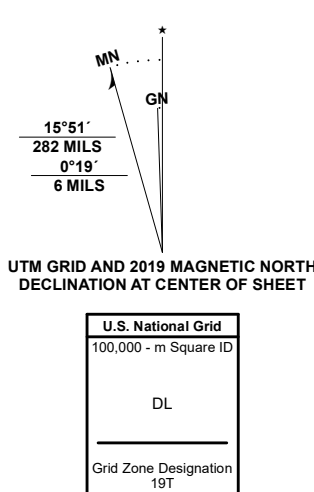 ★
MN
GN
15°51´
282 MILS
0°19´
6 MILS
UTM GRID AND 2019 MAGNETIC NORTH
DECLINATION AT CENTER OF SHEET
U.S. National Grid
100,000 - m Square ID
DL
Grid Zone Designation
19T